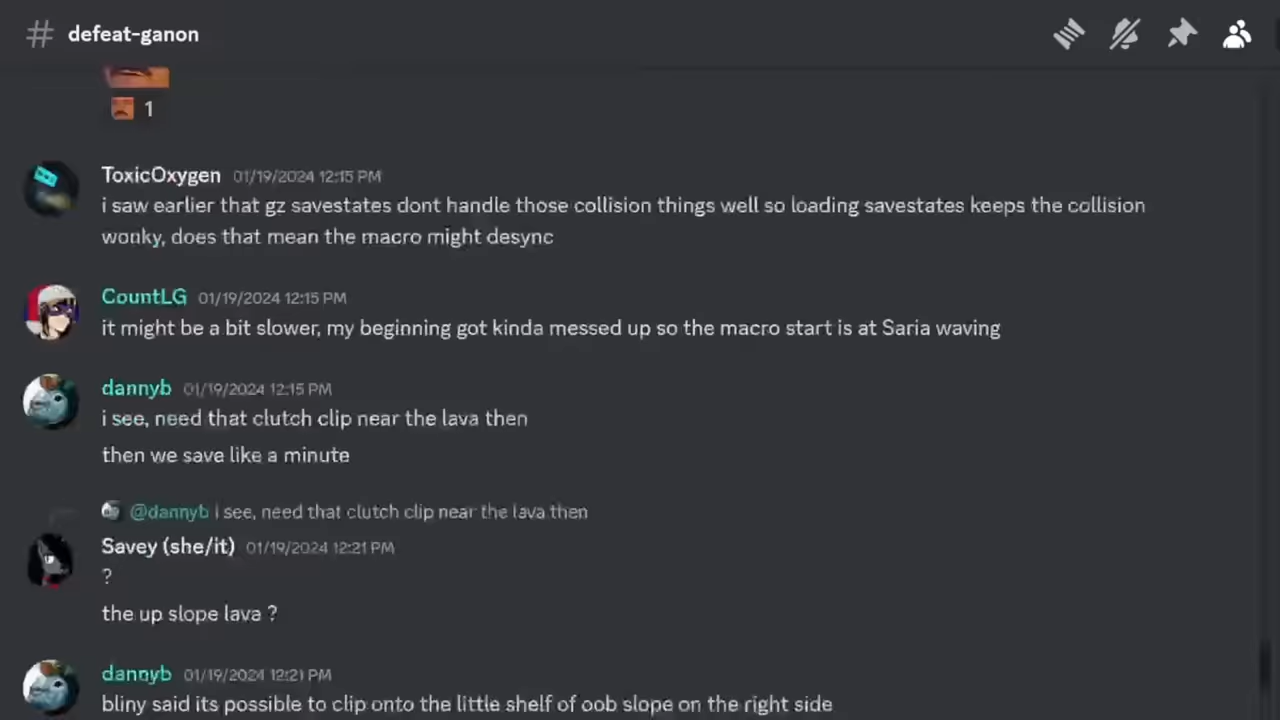 # defeat-ganon
1
ToxicOxygen 01/19/2024 12:15 PM
i saw earlier that gz savestates dont handle those collision things well so loading savestates keeps the collision
wonky, does that mean the macro might desync
CountLG 01/19/2024 12:15 PM
it might be a bit slower, my beginning got kinda messed up so the macro start is at Saria waving
dannyb 01/19/2024 12:15 PM
i see, need that clutch clip near the lava then
then we save like a minute
@dannyb i see, need that clutch clip near the lava then
Savey (she/it) 01/19/2024 12:21 PM
?
the up slope lava ?
dannyb 01/19/2024 12:21 PM
bliny said its possible to clip onto the little shelf of oob slope on the right side